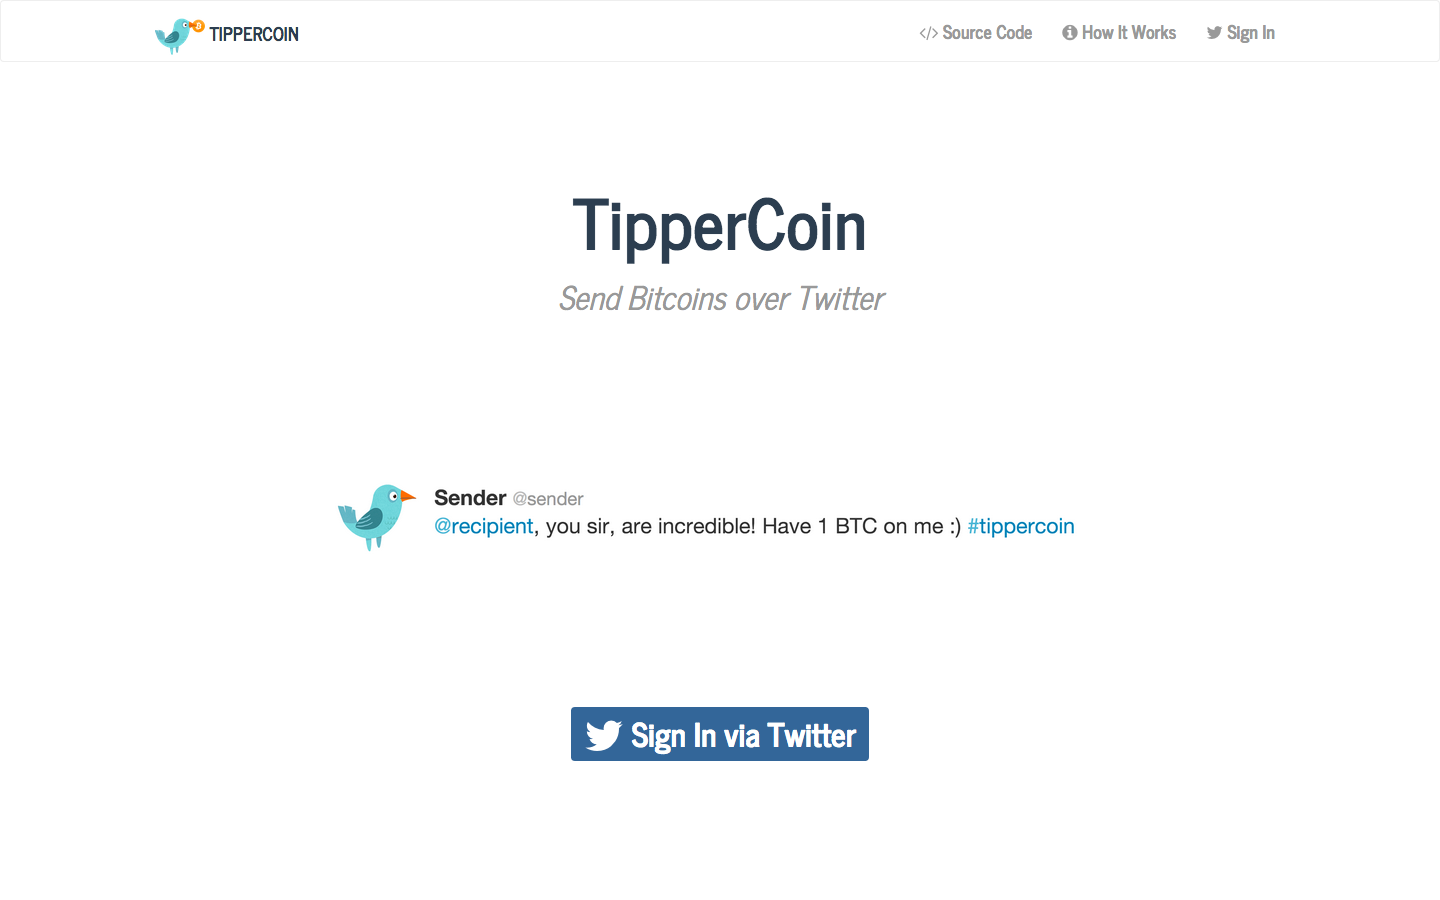 TIPPERCOIN
Source Code
How It Works
Sign In
TipperCoin
Send Bitcoins over Twitter
Sender @sender
@recipient, you sir, are incredible! Have 1 BTC on me :) #tippercoin
Sign In via Twitter